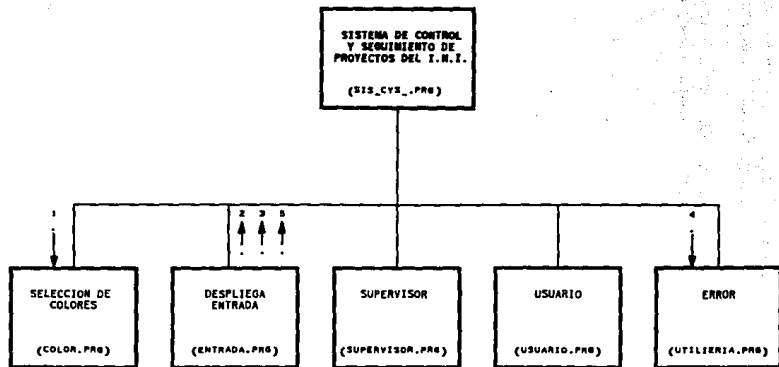 SISTEMA DE CONTROL
Y SEGUIMIENTO DE
PROYECTOS DEL I.N.I.
(SIS_CYS_.PRG)
1
2 3 5
4
SELECCION DE
COLORES
(COLOR.PRG)
DESPLIEGA
ENTRADA
(ENTRADA.PRG)
SUPERVISOR
(SUPERVISOR.PRG)
USUARIO
(USUARIO.PRG)
ERROR
(UTILIERIA.PRG)